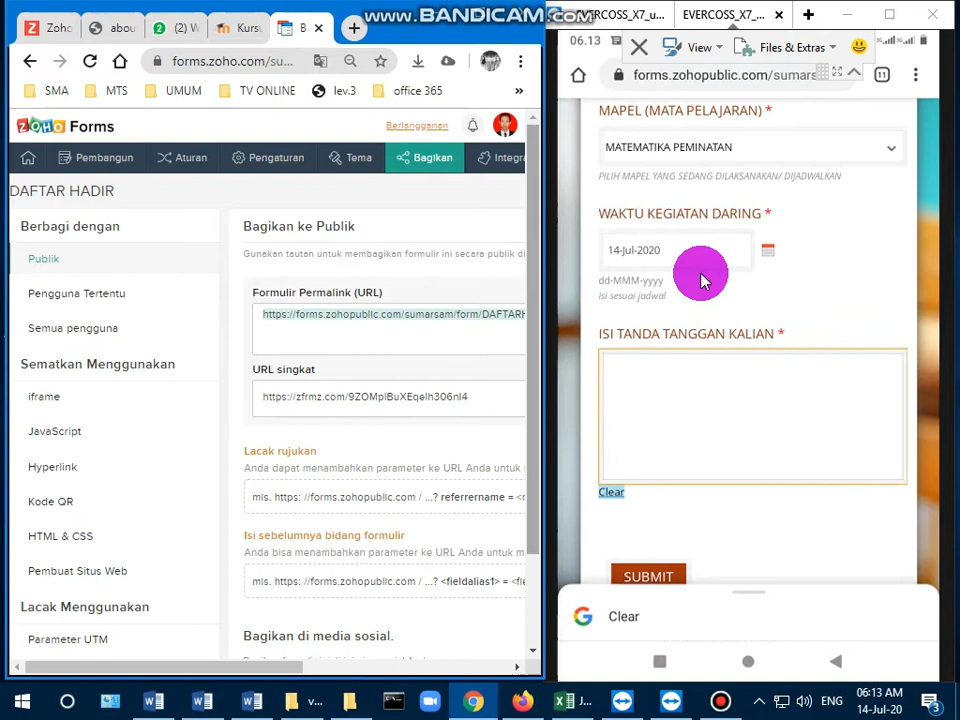 www.BANDICAM.com
Zoho
abou
(2) W
Kurs
B
EVERCOSS_X7_u...
EVERCOSS_X7_...
forms.zoho.com/su...
SMA
MTS
UMUM
TV ONLINE
lev.3
office 365
»
ZOHO Forms
Berlangganan
Pembangun
Aturan
Pengaturan
Tema
Bagikan
Integra
DAFTAR HADIR
Berbagi dengan
Publik
Pengguna Tertentu
Semua pengguna
Sematkan Menggunakan
iframe
JavaScript
Hyperlink
Kode QR
HTML & CSS
Pembuat Situs Web
Lacak Menggunakan
Parameter UTM
Bagikan ke Publik
Gunakan tautan untuk membagikan formulir ini secara publik d
Formulir Permalink (URL)
https://forms.zohopublic.com/sumarsam/form/DAFTARH
URL singkat
Lacak rujukan
Anda dapat menambahkan parameter ke URL Anda untuk
mis. https: //forms.zohopublic.com / ...? referrername = <r
Isi sebelumnya bidang formulir
Anda bisa menambahkan parameter ke URL Anda untuk m
mis. https: //forms.zohopublic.com / ...? <fieldalias1> = <fie
Bagikan di media sosial.
06.13
View
Files & Extras
forms.zohopublic.com/sumars
11
MAPEL (MATA PELAJARAN) *
MATEMATIKA PEMINATAN
PILIH MAPEL YANG SEDANG DILAKSANAKAN/ DIJADWALKAN
WAKTU KEGIATAN DARING *
14-Jul-2020
dd-MMM-yyyy
Isi sesuai jadwal
ISI TANDA TANGGAN KALIAN *
Clear
SUBMIT
Clear
v...
J...
ENG
06:13 AM
14-Jul-20
3